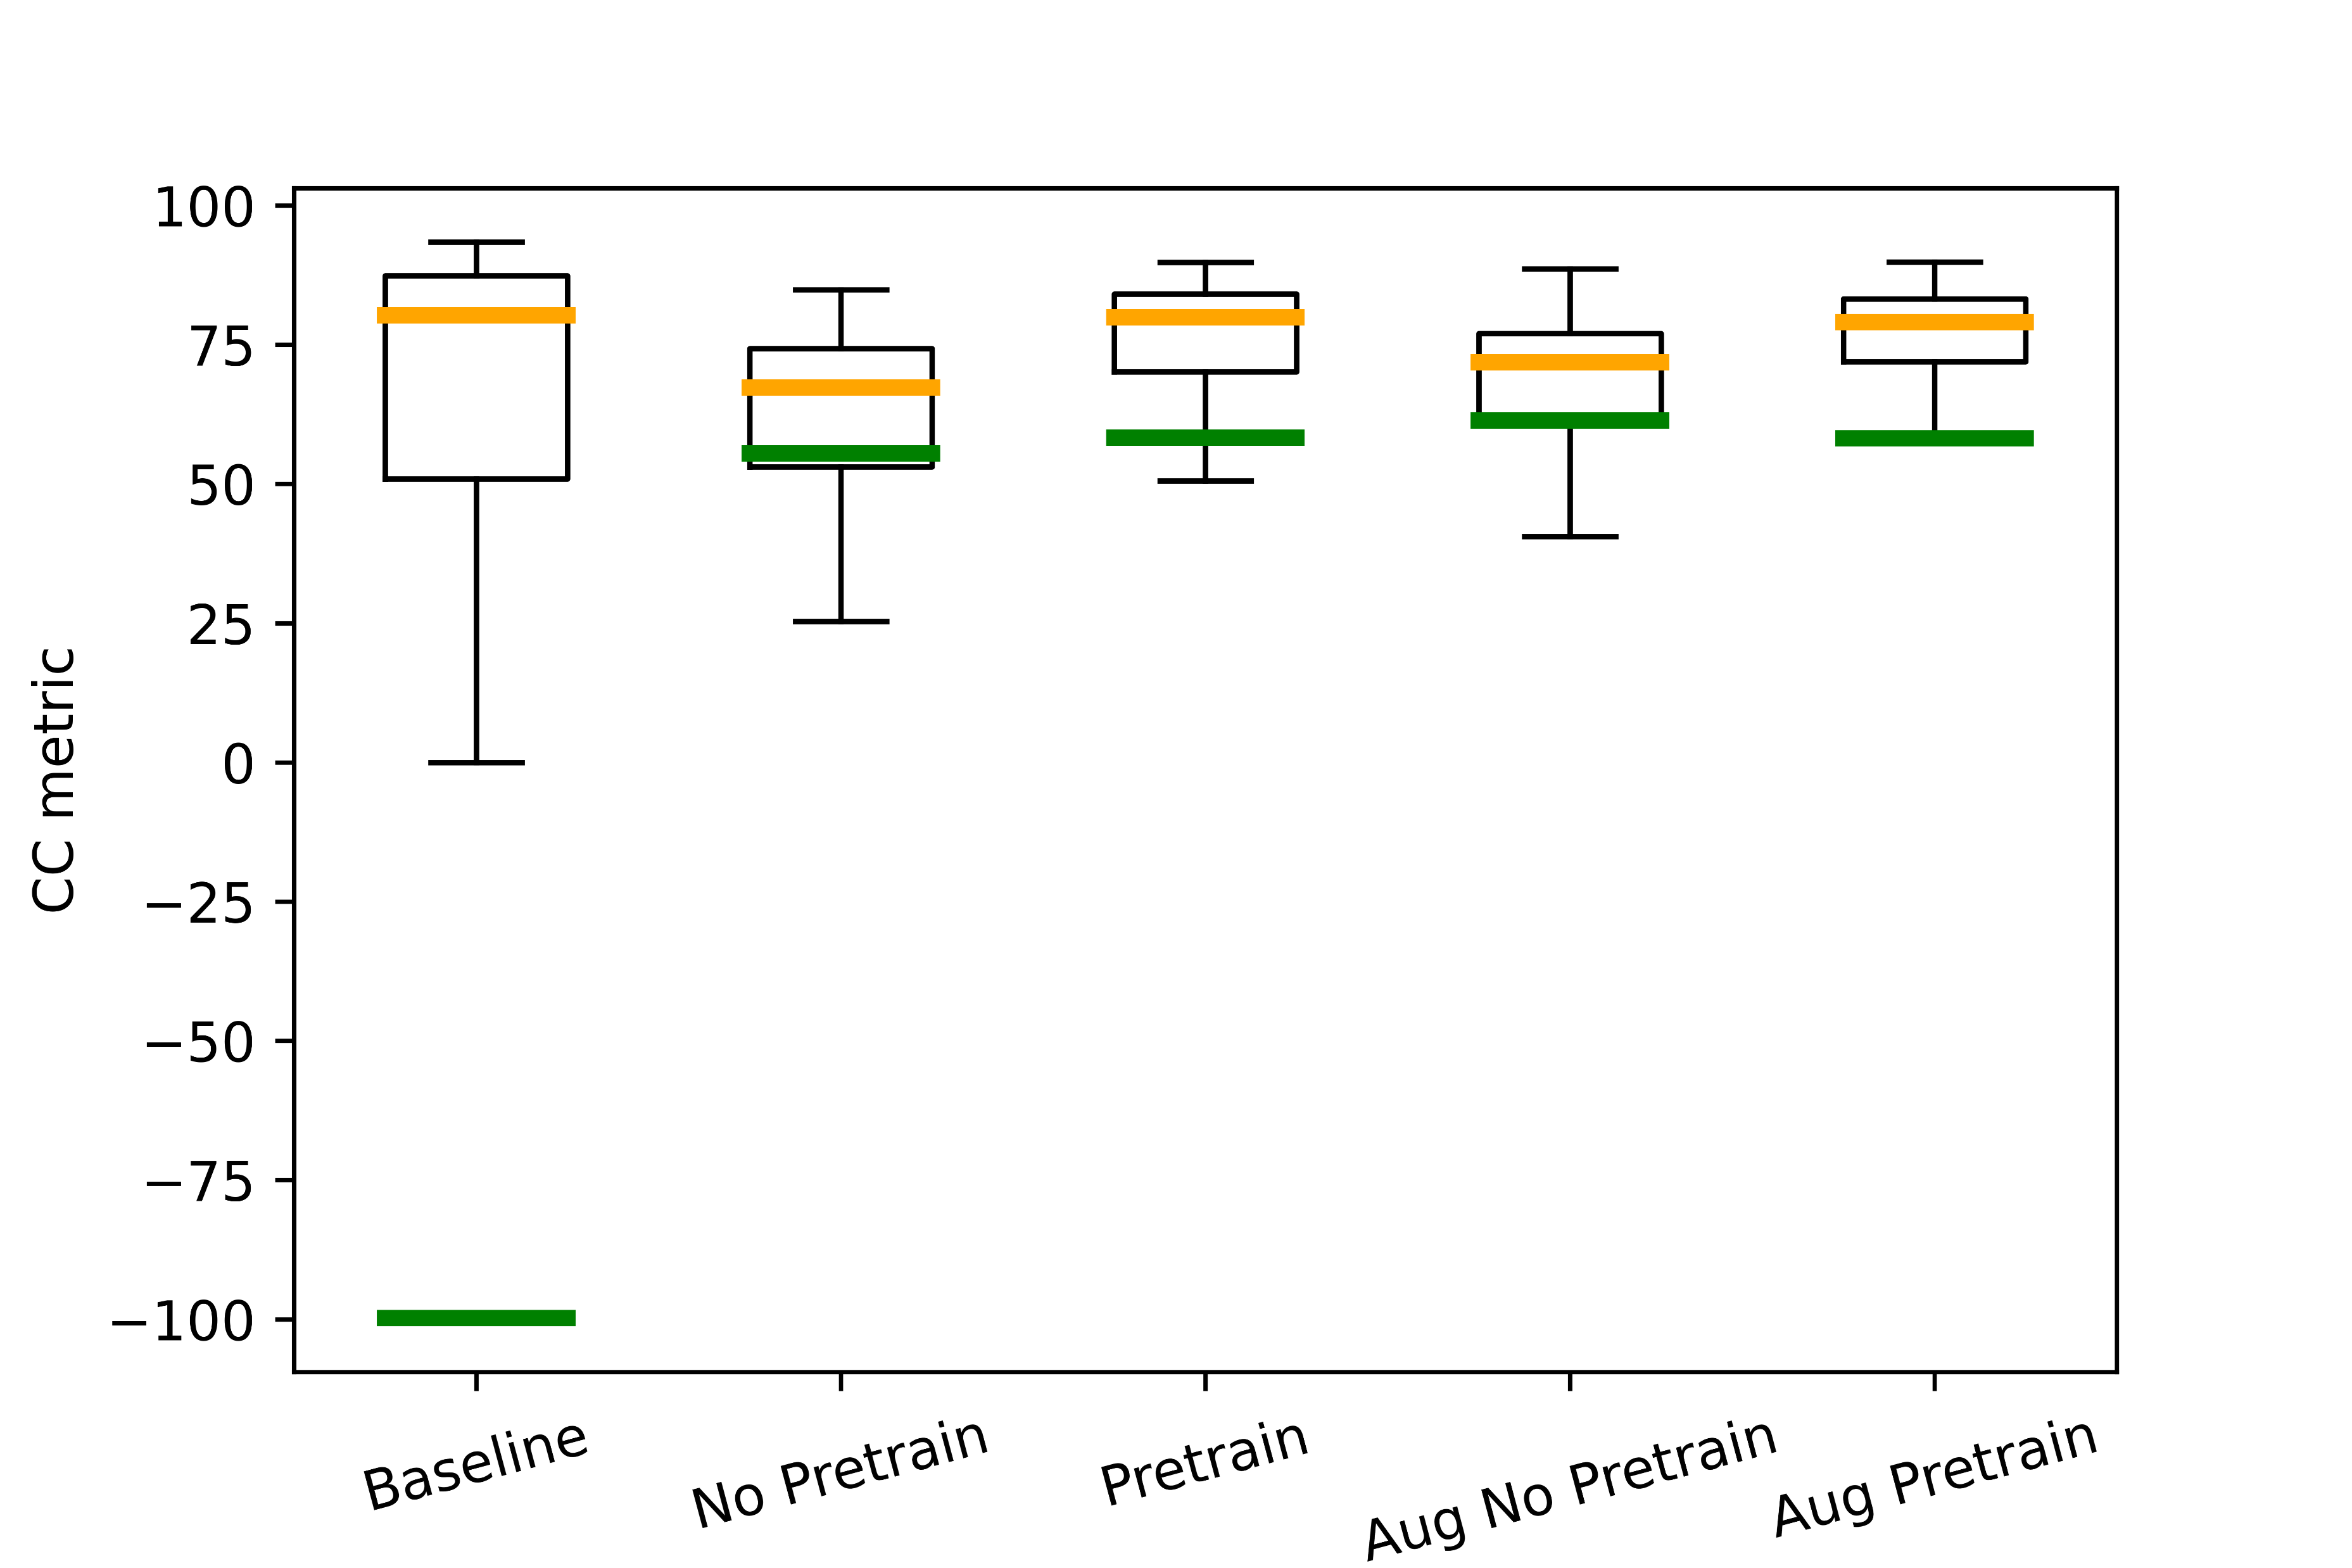 100
75
50
25
0
−25
−50
−75
−100
CC metric
Baseline
No Pretrain
Pretrain
Aug No Pretrain
Aug Pretrain